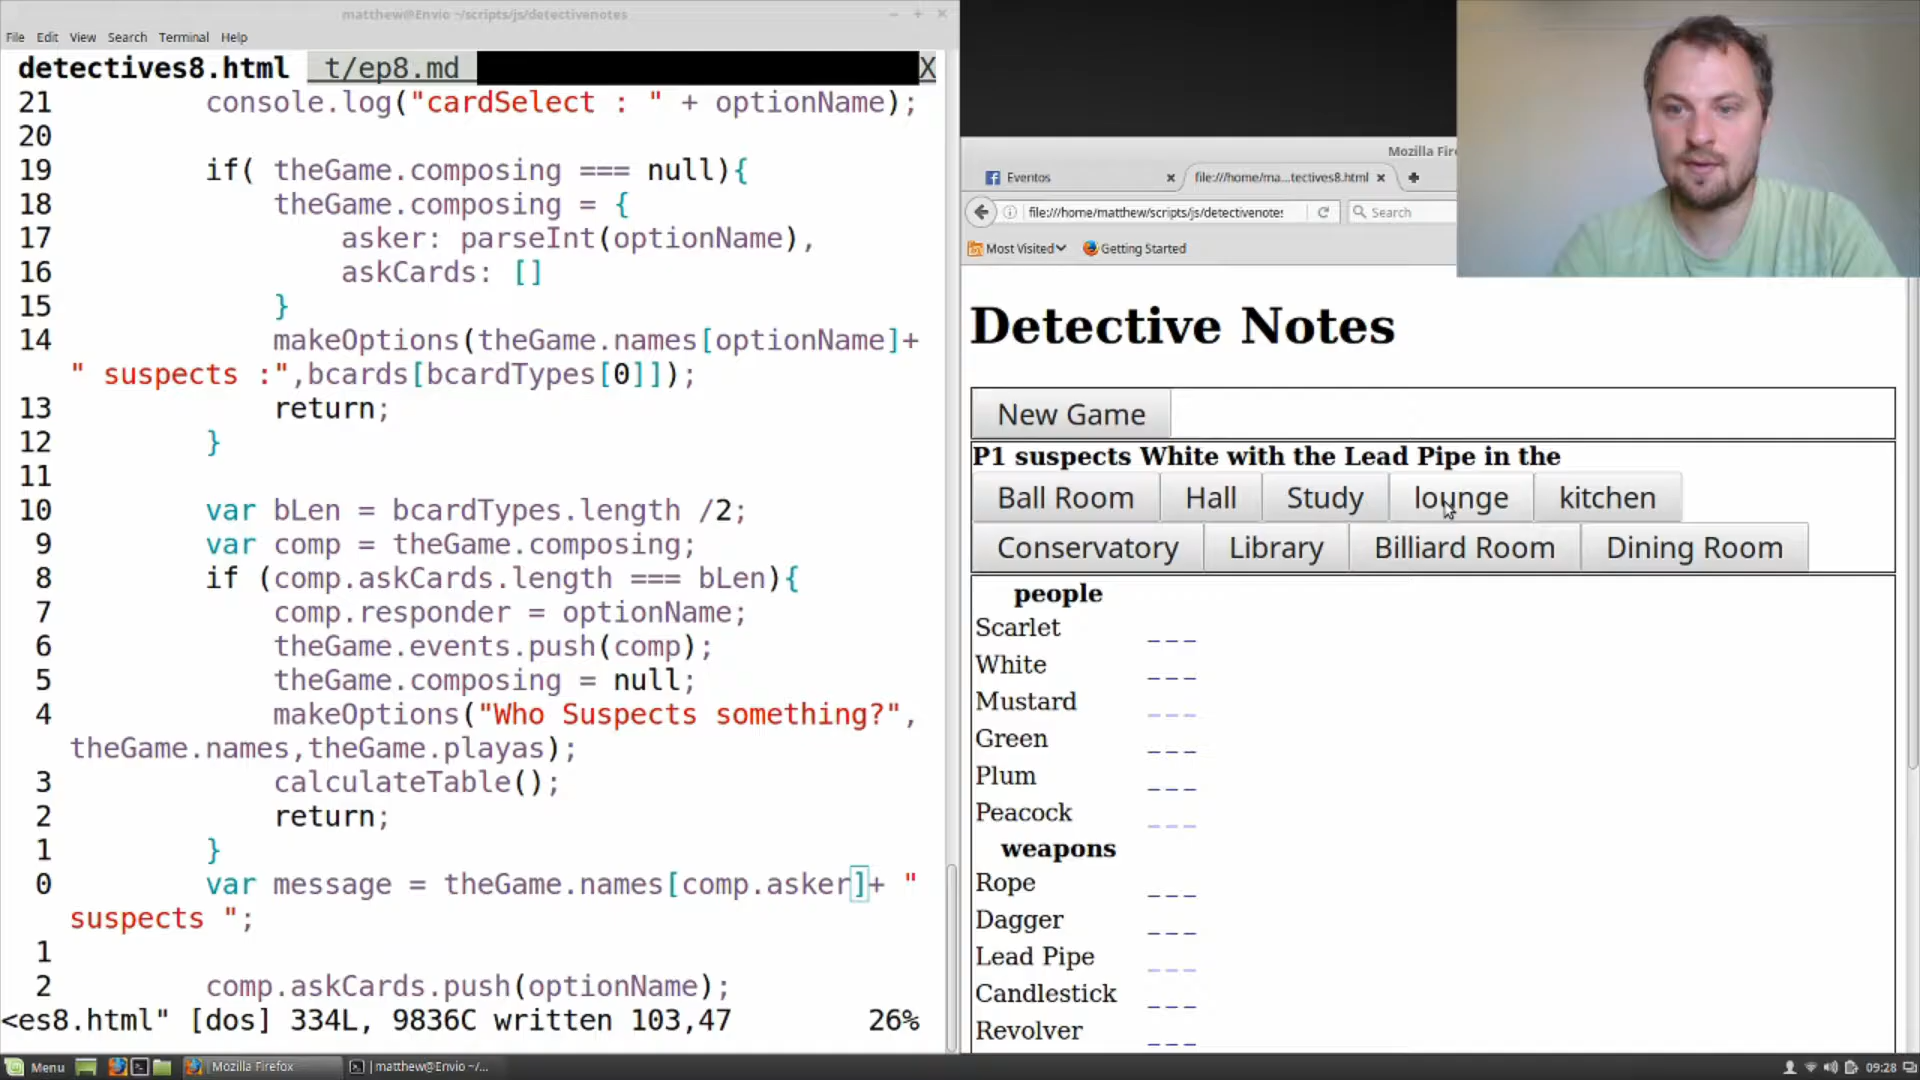 matthew@Envio ~/scripts/js/detectivenotes
File Edit View Search Terminal Help
detectives8.html t/ep8.md X
21 console.log("cardSelect : " + optionName);
20
19 if( theGame.composing === null){
18 theGame.composing = {
17 asker: parseInt(optionName),
16 askCards: []
15 }
14 makeOptions(theGame.names[optionName]+
" suspects :",bcards[bcardTypes[0]]);
13 return;
12 }
11
10 var bLen = bcardTypes.length /2;
9 var comp = theGame.composing;
8 if (comp.askCards.length === bLen){
7 comp.responder = optionName;
6 theGame.events.push(comp);
5 theGame.composing = null;
4 makeOptions("Who Suspects something?",
theGame.names,theGame.playas);
3 calculateTable();
2 return;
1 }
0 var message = theGame.names[comp.asker]+ "
suspects ";
1
2 comp.askCards.push(optionName);
<es8.html" [dos] 334L, 9836C written 103,47 26%
Mozilla Fir
Eventos file:///home/ma...tectives8.html
file:///home/matthew/scripts/js/detectivenotes Search
Most Visited Getting Started
Detective Notes
New Game
P1 suspects White with the Lead Pipe in the
Ball Room Hall Study lounge kitchen
Conservatory Library Billiard Room Dining Room
people
Scarlet _ _ _
White _ _ _
Mustard _ _ _
Green _ _ _
Plum _ _ _
Peacock _ _ _
weapons
Rope _ _ _
Dagger _ _ _
Lead Pipe _ _ _
Candlestick _ _ _
Revolver _ _ _
Menu Mozilla Firefox matthew@Envio ~/... 09:28